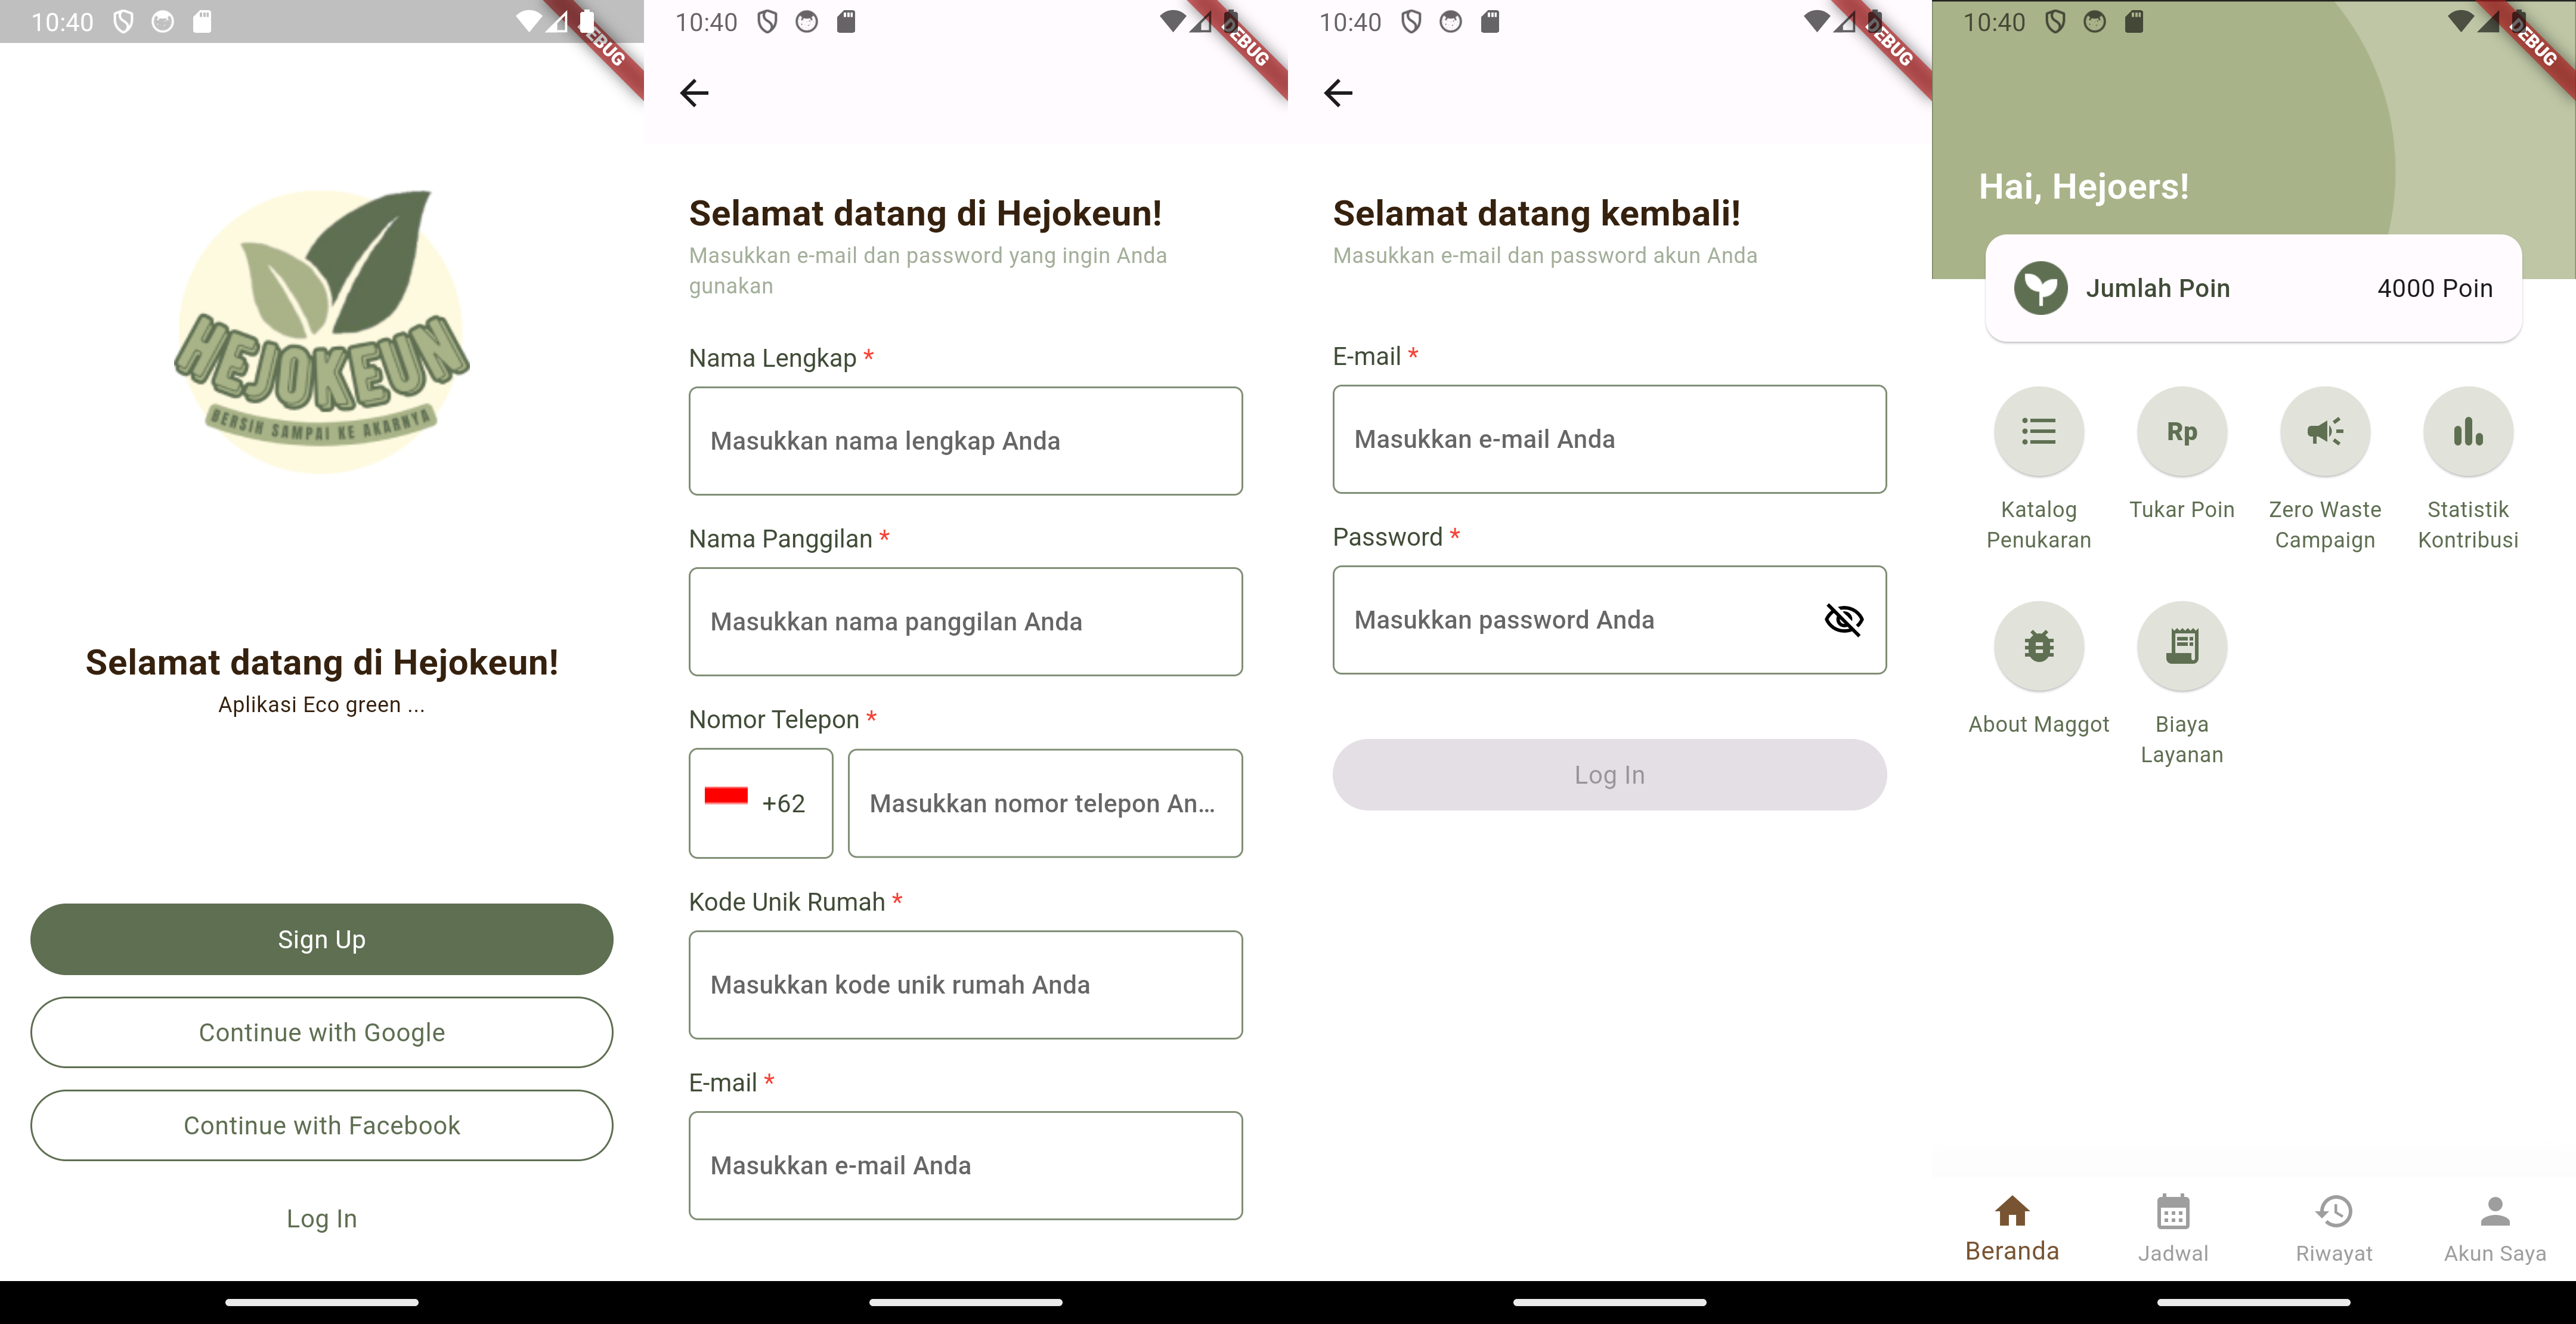 10:40
DEBUG
HEJOKEUN
BERSIH SAMPAI KE AKARNYA
Selamat datang di Hejokeun!
Aplikasi Eco green ...
Sign Up
Continue with Google
Continue with Facebook
Log In
10:40
DEBUG
Selamat datang di Hejokeun!
Masukkan e-mail dan password yang ingin Anda
gunakan
Nama Lengkap *
Masukkan nama lengkap Anda
Nama Panggilan *
Masukkan nama panggilan Anda
Nomor Telepon *
+62
Masukkan nomor telepon An...
Kode Unik Rumah *
Masukkan kode unik rumah Anda
E-mail *
Masukkan e-mail Anda
10:40
DEBUG
Selamat datang kembali!
Masukkan e-mail dan password akun Anda
E-mail *
Masukkan e-mail Anda
Password *
Masukkan password Anda
Log In
10:40
DEBUG
Hai, Hejoers!
Jumlah Poin
4000 Poin
Rp
Katalog
Penukaran
Tukar Poin
Zero Waste
Campaign
Statistik
Kontribusi
About Maggot
Biaya
Layanan
Beranda
Jadwal
Riwayat
Akun Saya